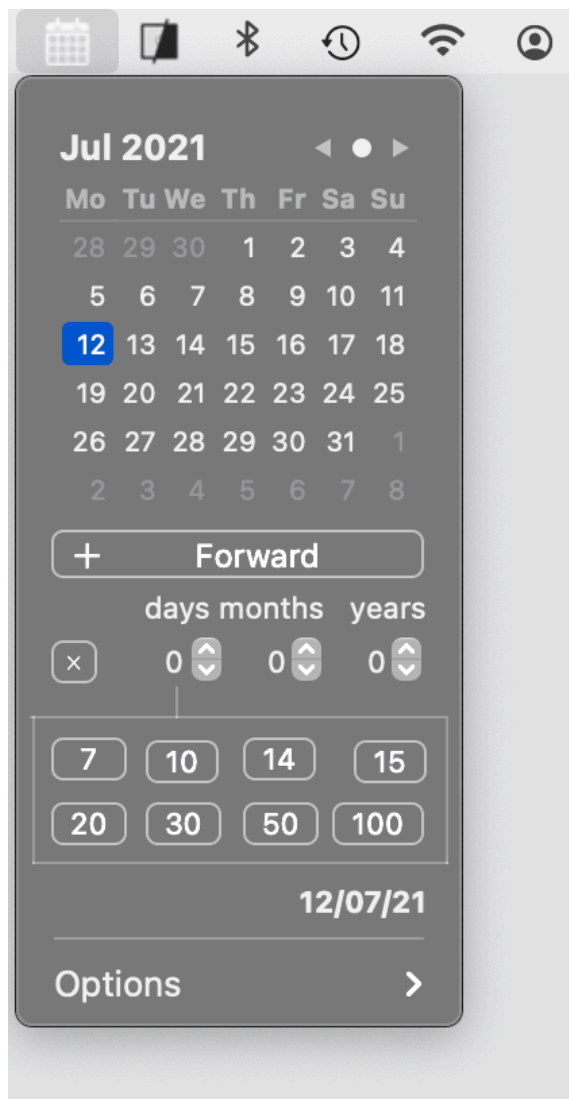 Jul 2021
Mo Tu We Th Fr Sa Su
28 29 30 1 2 3 4
5 6 7 8 9 10 11
12 13 14 15 16 17 18
19 20 21 22 23 24 25
26 27 28 29 30 31 1
2 3 4 5 6 7 8
+ Forward
days months years
× 0 0 0
7 10 14 15
20 30 50 100
12/07/21
Options